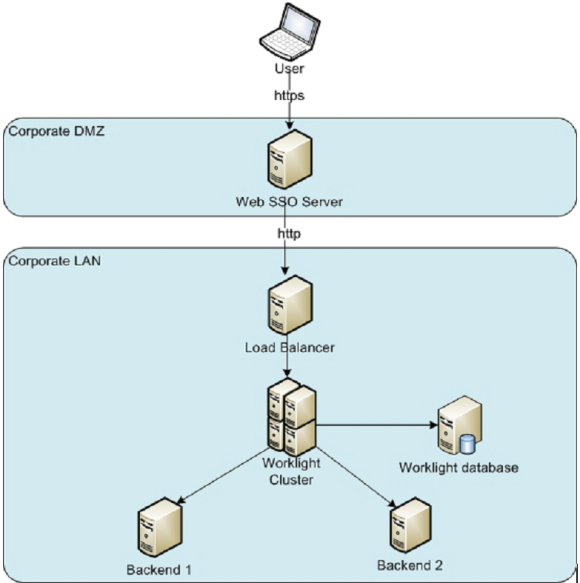 User
https
Corporate DMZ
Web SSO Server
http
Corporate LAN
Load Balancer
Worklight
Cluster
Worklight database
Backend 1
Backend 2